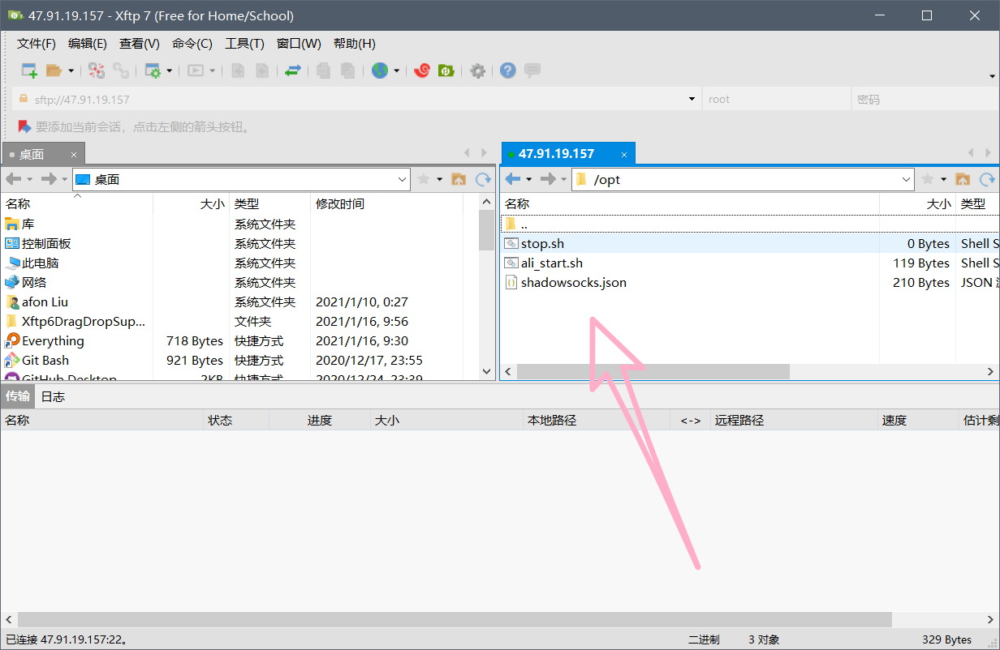 47.91.19.157 - Xftp 7 (Free for Home/School)
文件(F) 编辑(E) 查看(V) 命令(C) 工具(T) 窗口(W) 帮助(H)
sftp://47.91.19.157 root 密码
要添加当前会话，点击左侧的箭头按钮。
桌面 × 47.91.19.157 ×
桌面 /opt
名称 大小 类型 修改时间 名称 大小 类型
库 系统文件夹 ..
控制面板 系统文件夹 stop.sh 0 Bytes Shell S
此电脑 系统文件夹 ali_start.sh 119 Bytes Shell S
网络 系统文件夹 shadowsocks.json 210 Bytes JSON
afon Liu 系统文件夹 2021/1/10, 0:27
Xftp6DragDropSup... 文件夹 2021/1/16, 9:56
Everything 718 Bytes 快捷方式 2021/1/16, 9:30
Git Bash 921 Bytes 快捷方式 2020/12/17, 23:55
GitHub Desktop 2KB 快捷方式 2020/12/24, 23:39
传输 日志
名称 状态 进度 大小 本地路径 <-> 远程路径 速度 估计剩
已连接 47.91.19.157:22。 二进制 3 对象 329 Bytes